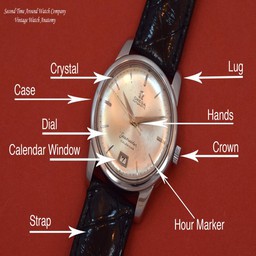 Second Time Around Watch Company
Vintage Watch Anatomy
Crystal
Lug
Case
Hands
Dial
Calendar Window
Crown
Strap
Hour Marker